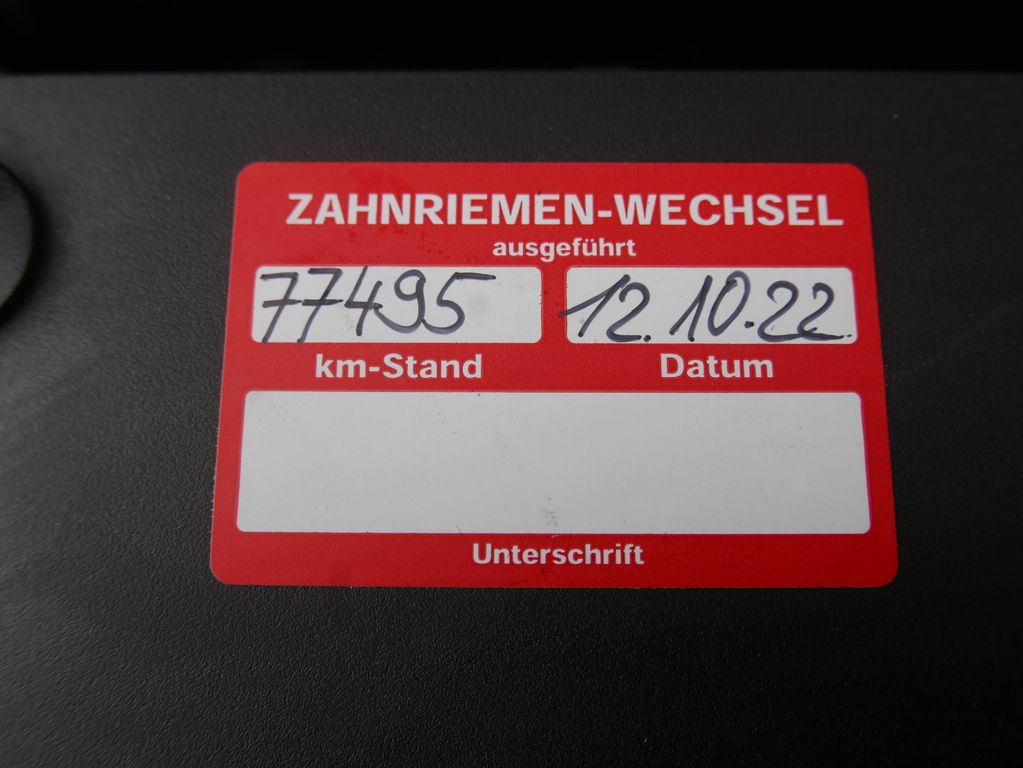 ZAHNRIEMEN-WECHSEL
ausgeführt
77495 12.10.22.
km-Stand Datum
Unterschrift